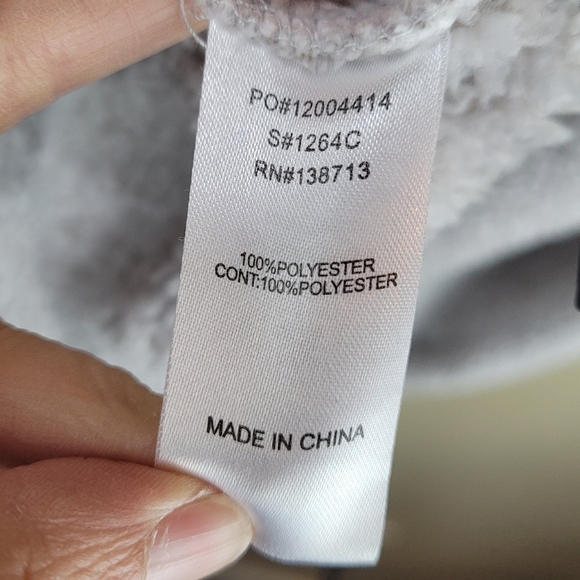 PO#12004414
S#1264C
RN#138713
100%POLYESTER
CONT:100%POLYESTER
MADE IN CHINA